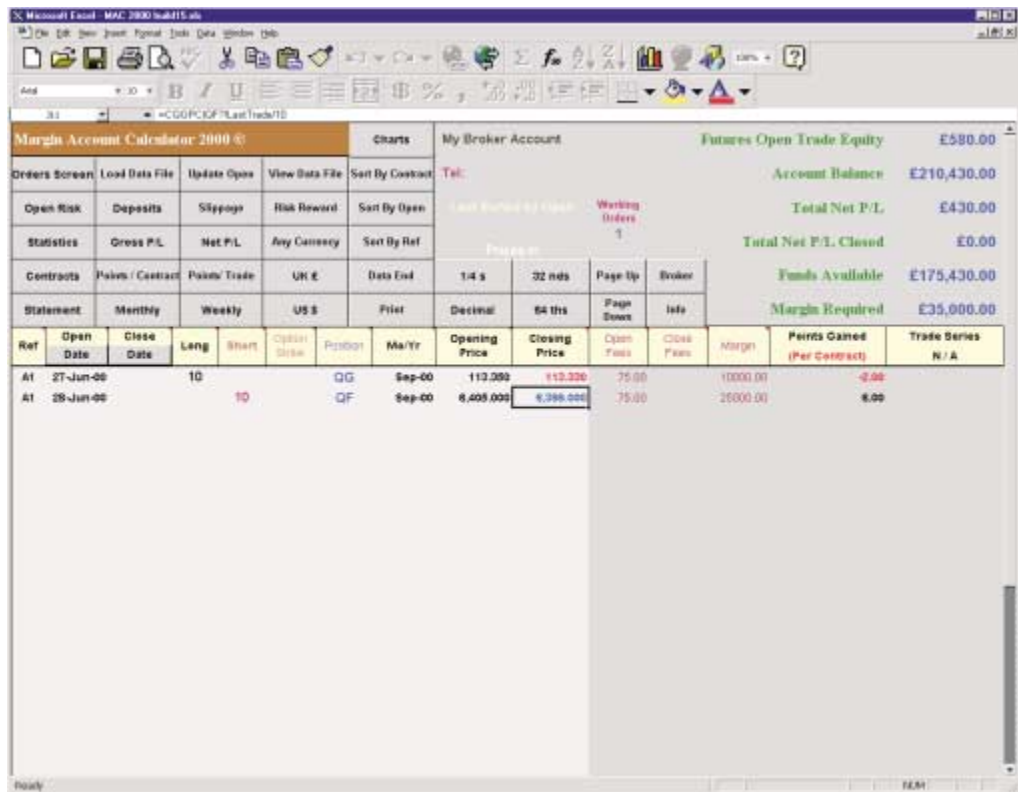 Microsoft Excel - MAC 2000 build15.xls
File Edit View Insert Format Tools Data Window Help
Arial 10 B I U
=CGOPC|QF?!LastTrade/10
Margin Account Calculator 2000 © Charts My Broker Account Futures Open Trade Equity £580.00
Orders Screen Load Data File Update Open View Data File Sort By Contract Tel: Account Balance £210,430.00
Open Risk Deposits Slippage Risk Reward Sort By Open Working Orders Total Net P/L £430.00
Statistics Gross P/L Net P/L Any Currency Sort By Ref 1 Total Net P/L Closed £0.00
Contracts Points / Contract Points/ Trade UK £ Data End 1/4 s 32 nds Page Up Broker Funds Available £175,430.00
Statement Monthly Weekly US $ Print Decimal 64 ths Page Down Info Margin Required £35,000.00
Ref Open Date Close Date Long Short Option Strike Position Ma/Yr Opening Price Closing Price Open Fees Close Fees Margin Points Gained (Per Contract) Trade Series N / A
A1 27-Jun-00 10 QG Sep-00 113.350 113.330 75.00 10000.00 -2.00
A1 28-Jun-00 10 QF Sep-00 6,405.000 6,399.000 75.00 25000.00 6.00
Ready NUM